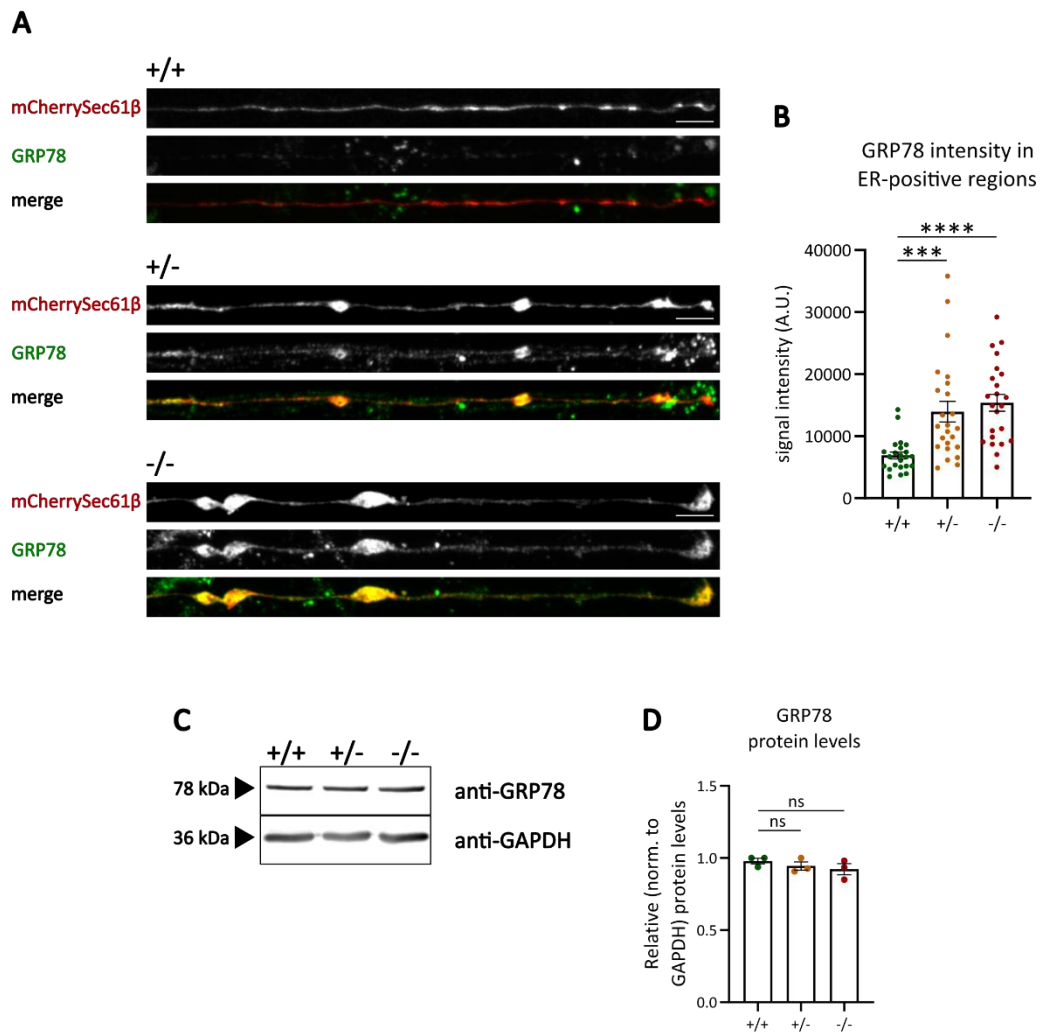 A
+/+
mCherrySec61β
GRP78
merge
+/-
mCherrySec61β
GRP78
merge
-/-
mCherrySec61β
GRP78
merge
B
GRP78 intensity in
ER-positive regions
****
***
40000
30000
20000
10000
0
signal intensity (A.U.)
+/+ +/- -/-
C
+/+ +/- -/-
78 kDa anti-GRP78
36 kDa anti-GAPDH
D
GRP78
protein levels
1.5
ns
ns
1.0
0.5
0.0
Relative (norm. to
GAPDH) protein levels
+/+ +/- -/-